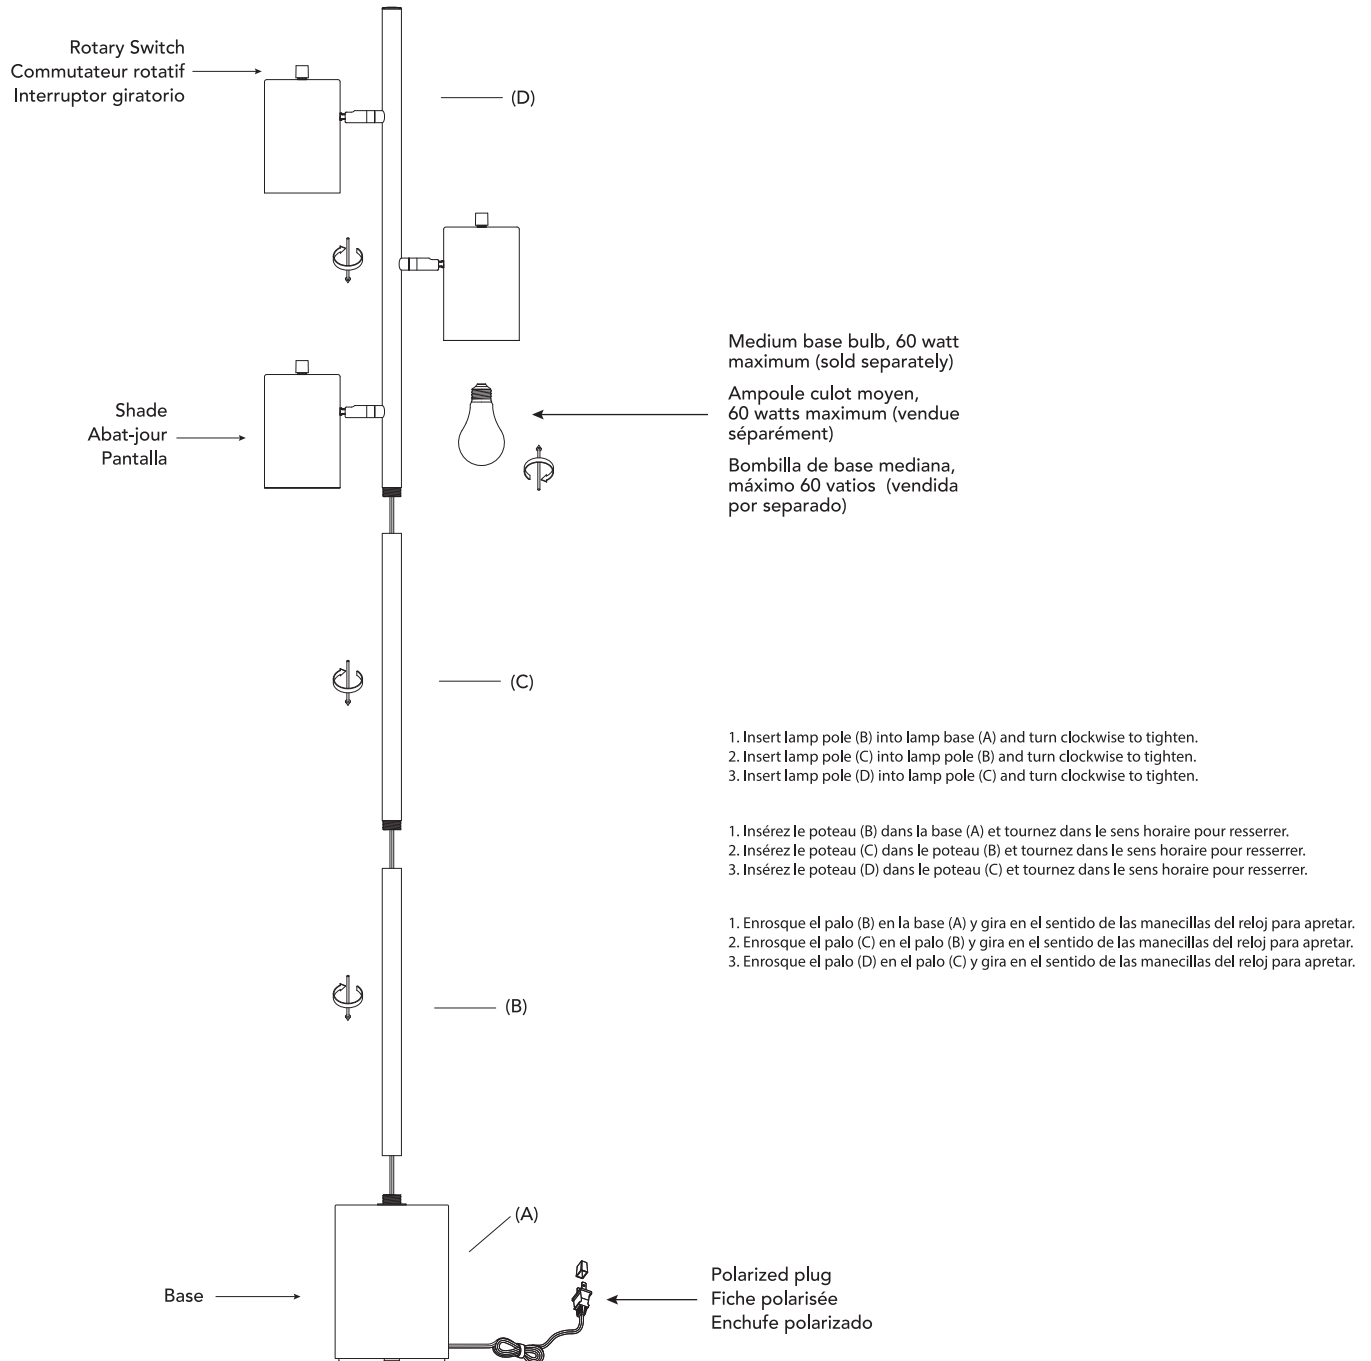 Rotary Switch
Commutateur rotatif
Interruptor giratorio
(D)
Medium base bulb, 60 watt
maximum (sold separately)
Ampoule culot moyen,
60 watts maximum (vendue
séparément)
Bombilla de base mediana,
máximo 60 vatios (vendida
por separado)
Shade
Abat-jour
Pantalla
(C)
1. Insert lamp pole (B) into lamp base (A) and turn clockwise to tighten.
2. Insert lamp pole (C) into lamp pole (B) and turn clockwise to tighten.
3. Insert lamp pole (D) into lamp pole (C) and turn clockwise to tighten.
1. Insérez le poteau (B) dans la base (A) et tournez dans le sens horaire pour resserrer.
2. Insérez le poteau (C) dans le poteau (B) et tournez dans le sens horaire pour resserrer.
3. Insérez le poteau (D) dans le poteau (C) et tournez dans le sens horaire pour resserrer.
1. Enrosque el palo (B) en la base (A) y gira en el sentido de las manecillas del reloj para apretar.
2. Enrosque el palo (C) en el palo (B) y gira en el sentido de las manecillas del reloj para apretar.
3. Enrosque el palo (D) en el palo (C) y gira en el sentido de las manecillas del reloj para apretar.
(B)
(A)
Base
Polarized plug
Fiche polarisée
Enchufe polarizado